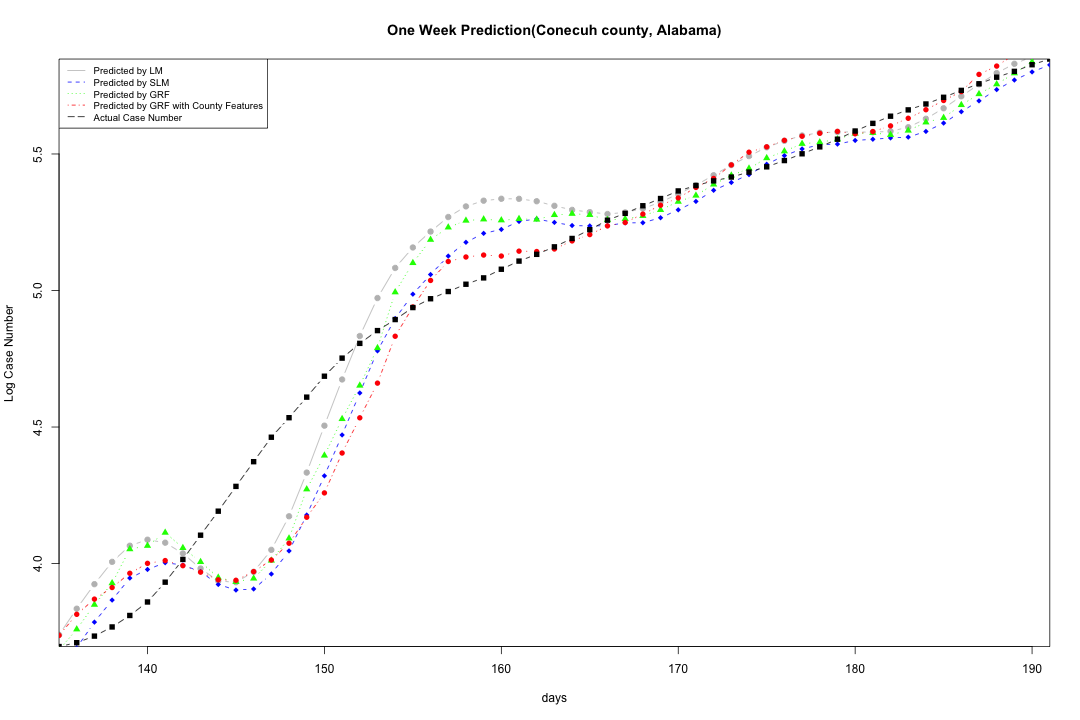 One Week Prediction(Conecuh county, Alabama)
Predicted by LM
Predicted by SLM
Predicted by GRF
Predicted by GRF with County Features
Actual Case Number
Log Case Number
5.5
5.0
4.5
4.0
140 150 160 170 180 190
days